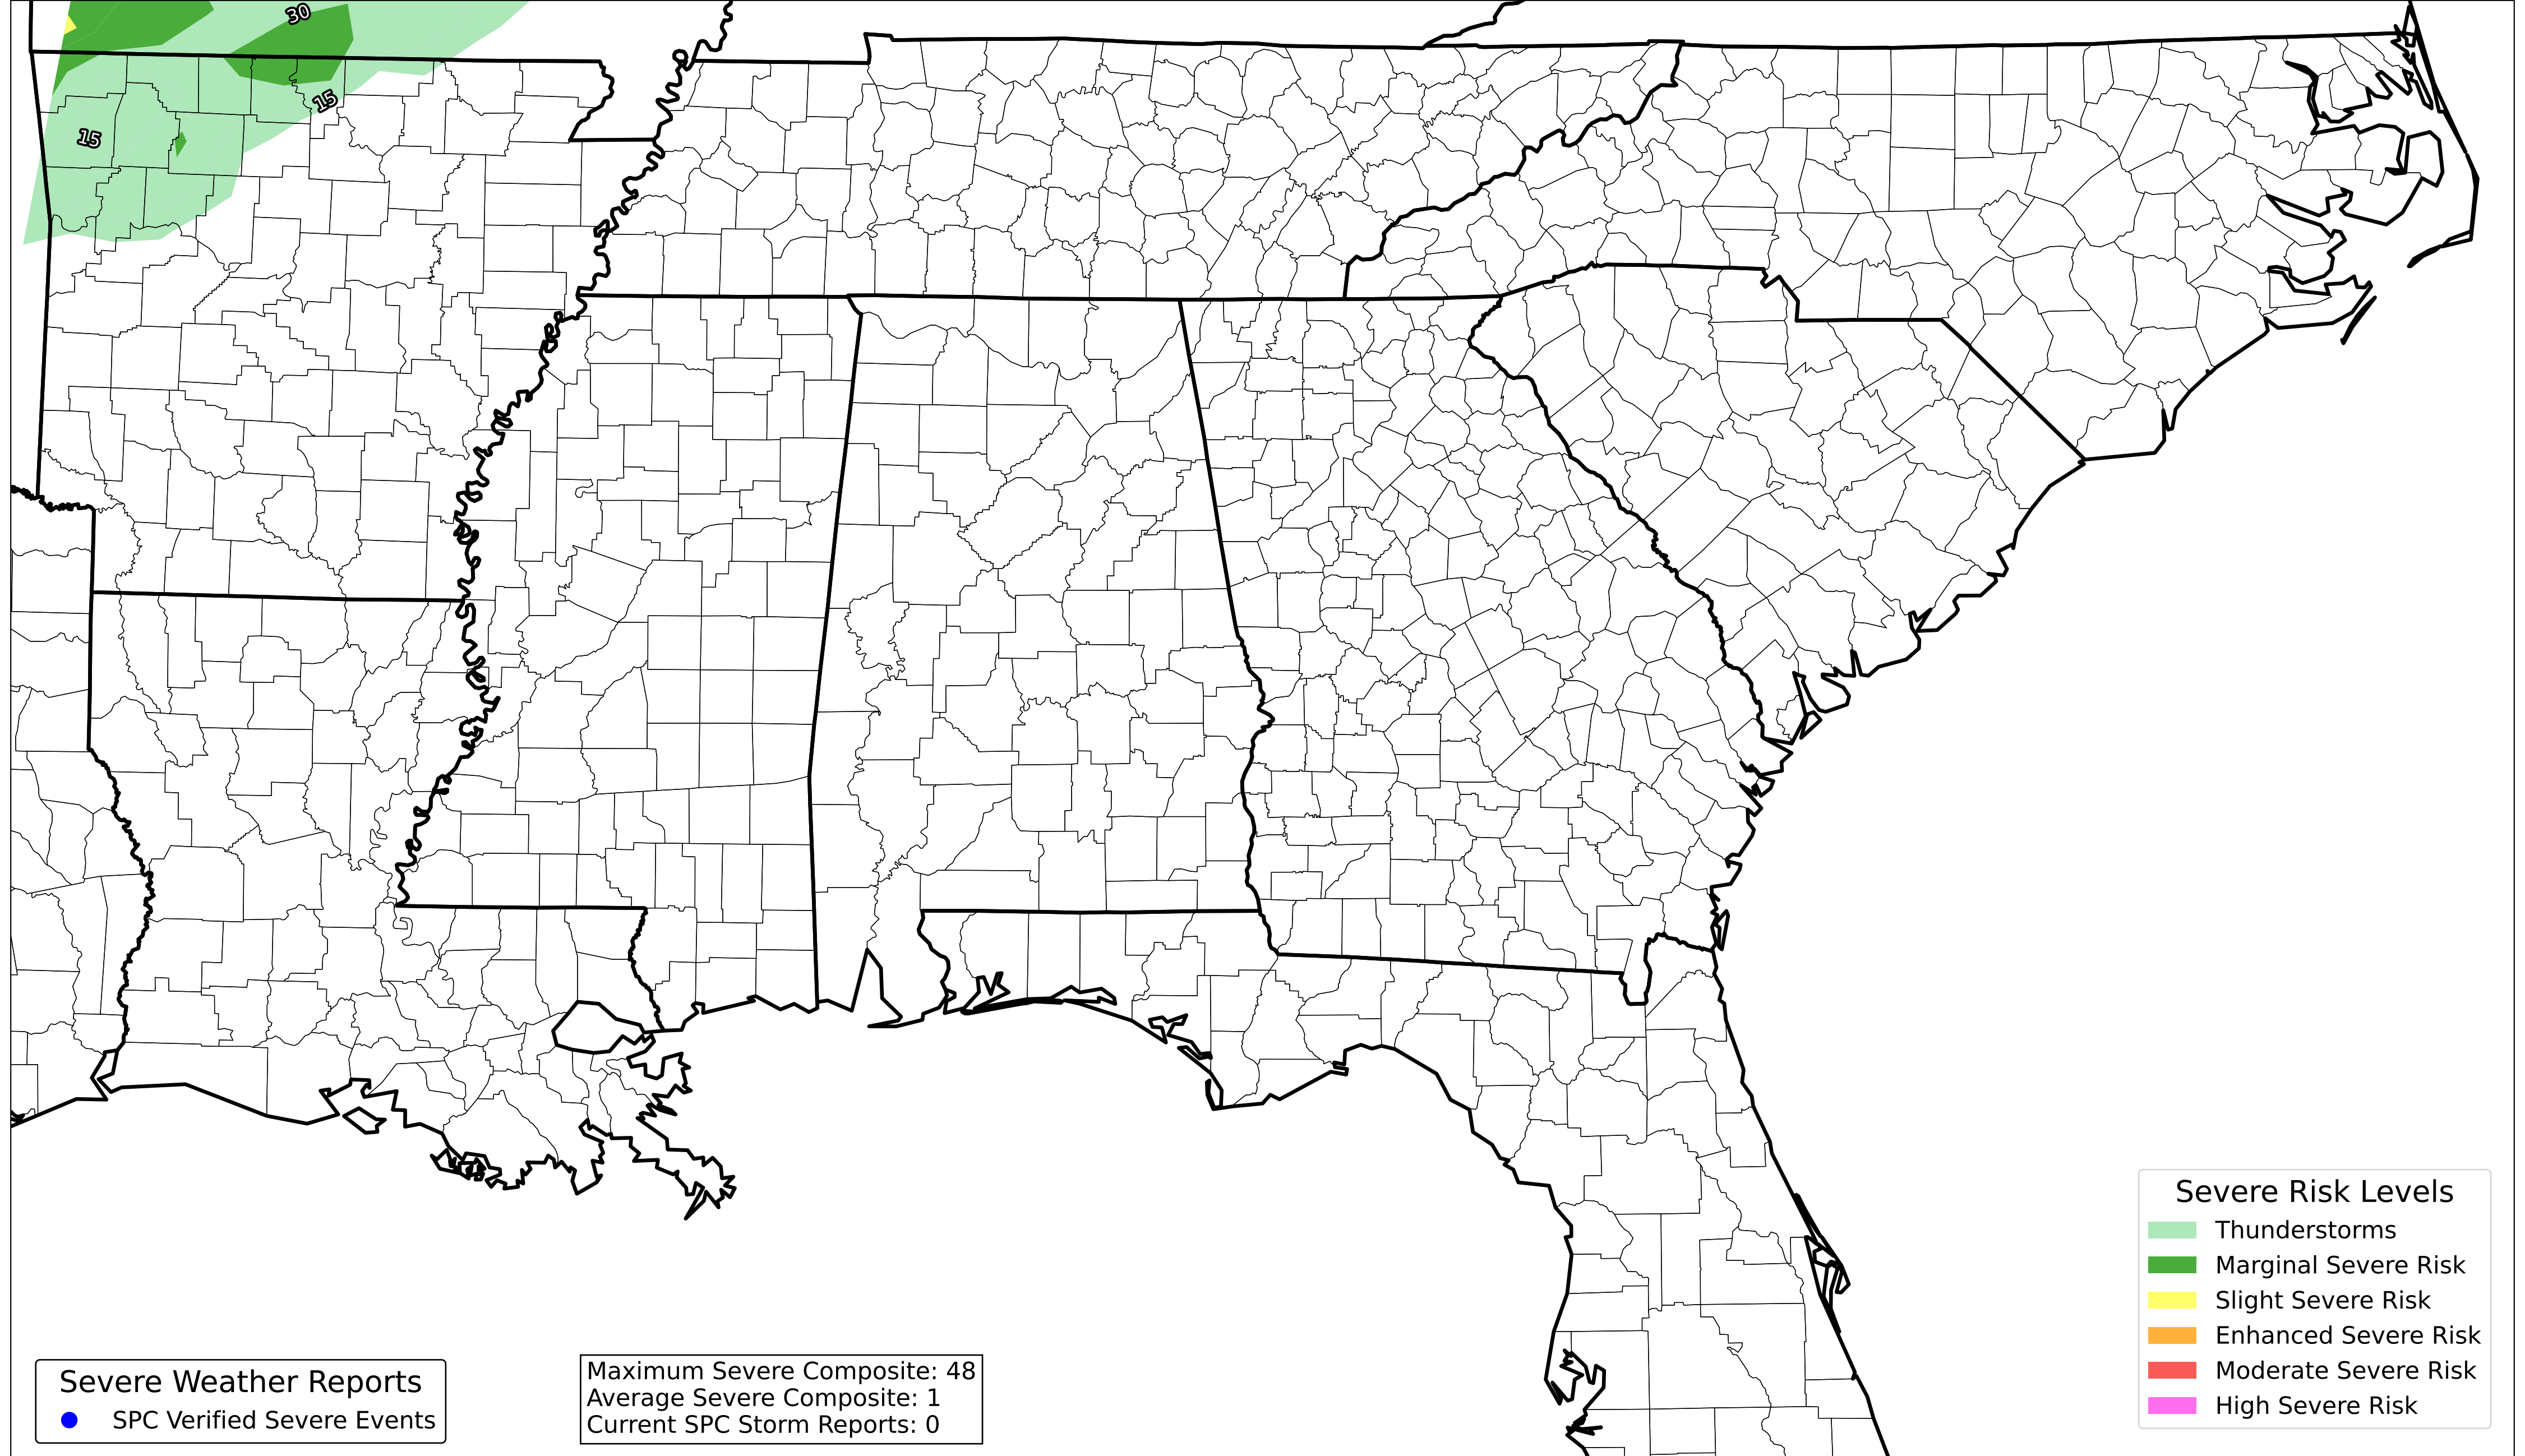 30
15
15
Severe Risk Levels
Thunderstorms
Marginal Severe Risk
Slight Severe Risk
Enhanced Severe Risk
Moderate Severe Risk
High Severe Risk
Severe Weather Reports
SPC Verified Severe Events
Maximum Severe Composite: 48
Average Severe Composite: 1
Current SPC Storm Reports: 0